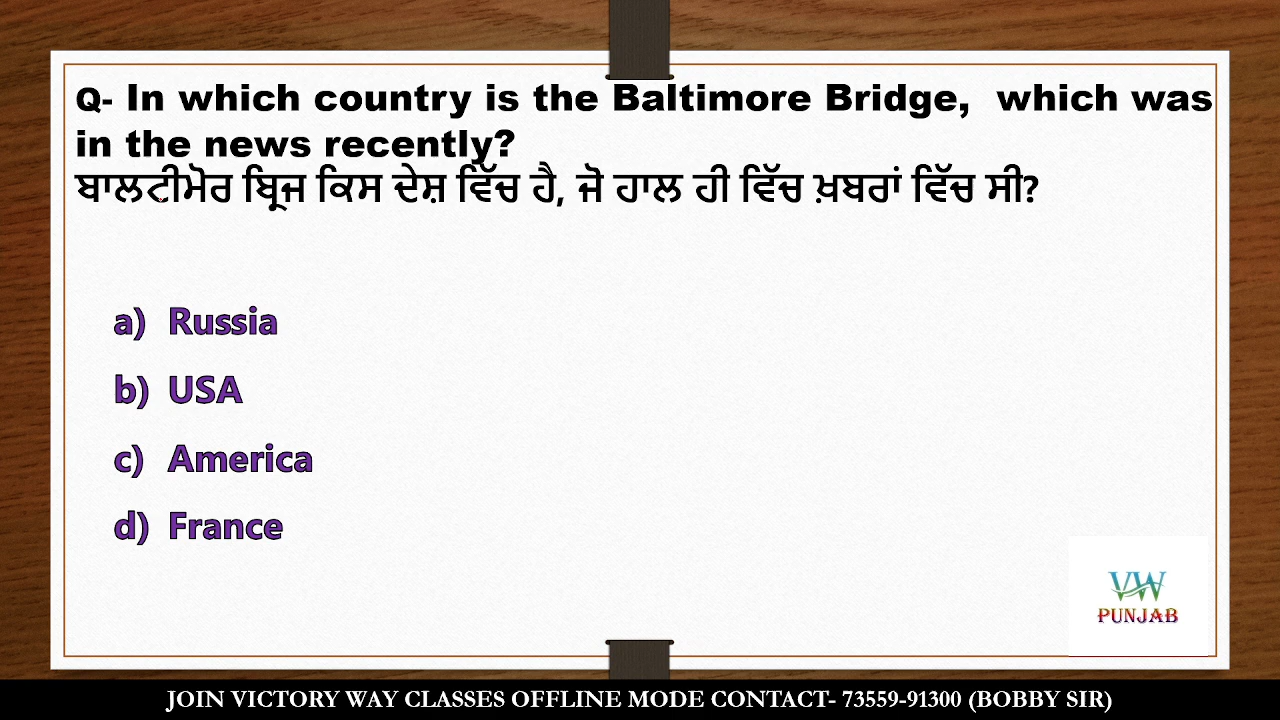 Q- In which country is the Baltimore Bridge,  which was
in the news recently?
ਬਾਲਟੀਮੋਰ ਬ੍ਰਿਜ ਕਿਸ ਦੇਸ਼ ਵਿੱਚ ਹੈ, ਜੋ ਹਾਲ ਹੀ ਵਿੱਚ ਖ਼ਬਰਾਂ ਵਿੱਚ ਸੀ?
a) Russia
b) USA
c) America
d) France
VW
PUNJAB
JOIN VICTORY WAY CLASSES OFFLINE MODE CONTACT- 73559-91300 (BOBBY SIR)